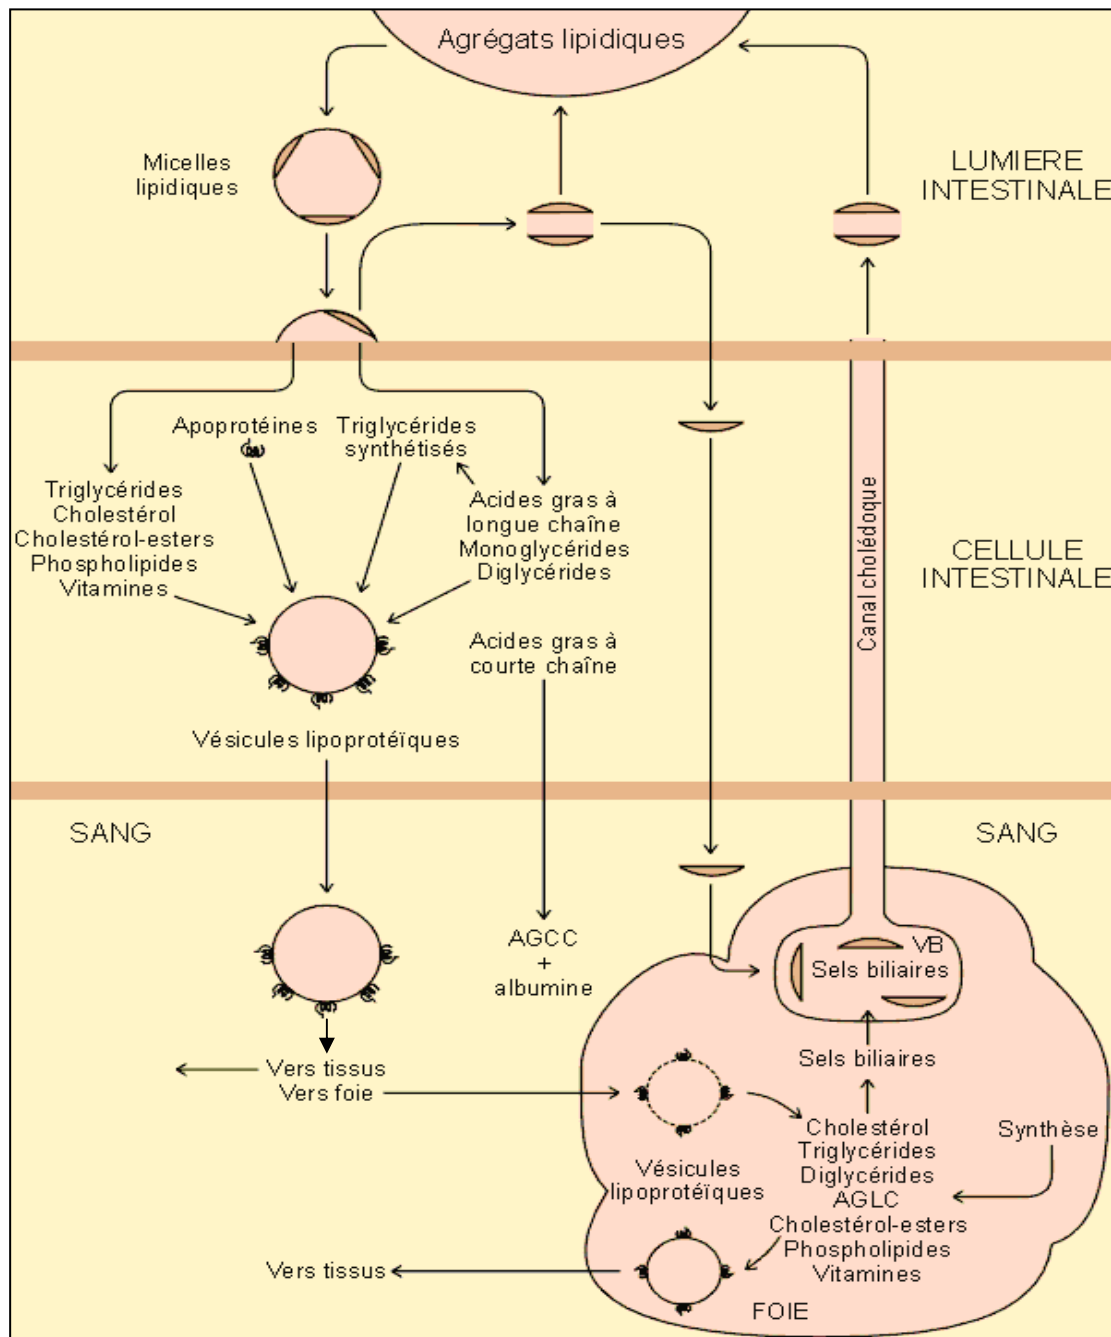 Agrégats lipidiques
Micelles
lipidiques
LUMIERE
INTESTINALE
Apoprotéines
Triglycérides
synthétisés
Triglycérides
Cholestérol
Cholestérol-esters
Phospholipides
Vitamines
Acides gras à
longue chaîne
Monoglycérides
Diglycérides
Acides gras à
courte chaîne
CELLULE
INTESTINALE
Canal cholédoque
Vésicules lipoprotéïques
SANG
SANG
AGCC
+
albumine
VB
Sels biliaires
Sels biliaires
Vers tissus
Vers foie
Cholestérol
Triglycérides
Diglycérides
AGLC
Cholestérol-esters
Phospholipides
Vitamines
Synthèse
Vésicules
lipoprotéïques
Vers tissus
FOIE